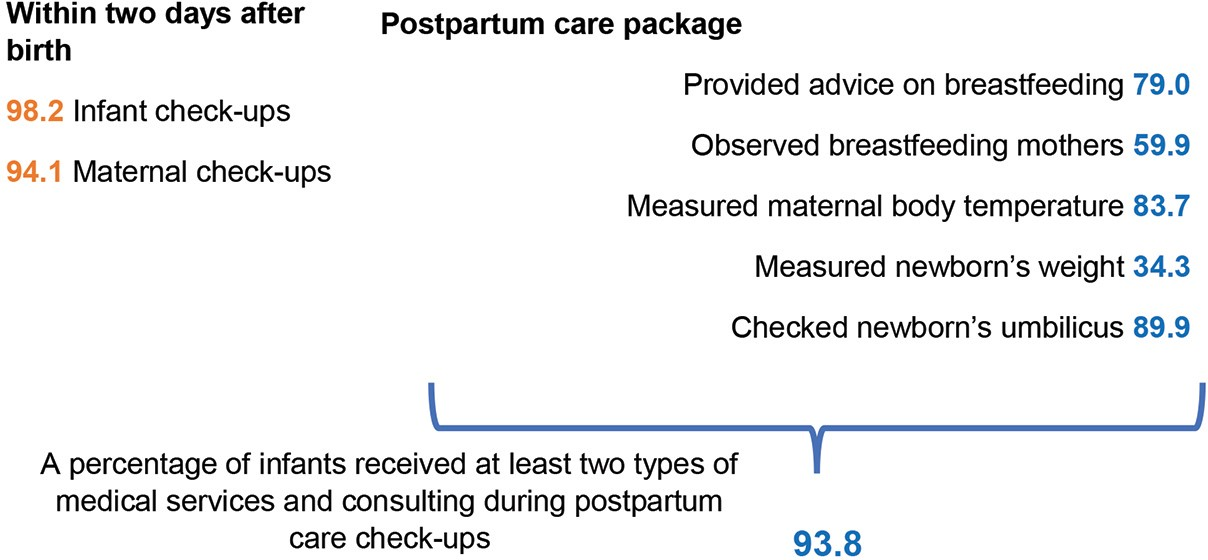 Within two days after
birth
98.2 Infant check-ups
94.1 Maternal check-ups
Postpartum care package
Provided advice on breastfeeding 79.0
Observed breastfeeding mothers 59.9
Measured maternal body temperature 83.7
Measured newborn’s weight 34.3
Checked newborn’s umbilicus 89.9
A percentage of infants received at least two types of
medical services and consulting during postpartum
care check-ups
93.8